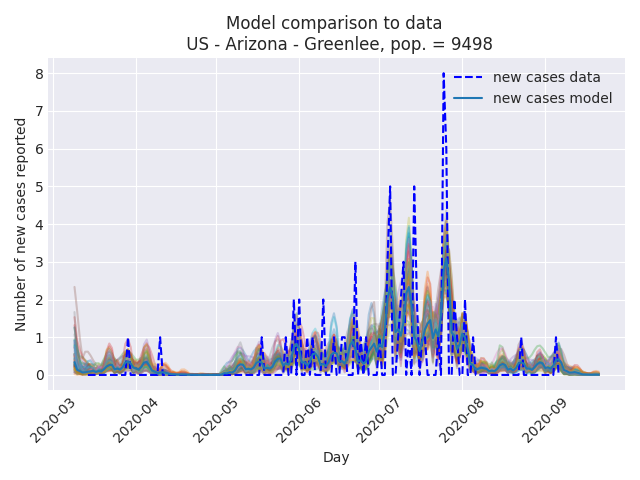 Model comparison to data
US - Arizona - Greenlee, pop. = 9498
new cases data
new cases model
Number of new cases reported
8
7
6
5
4
3
2
1
0
2020-03
2020-04
2020-05
2020-06
2020-07
2020-08
2020-09
Day